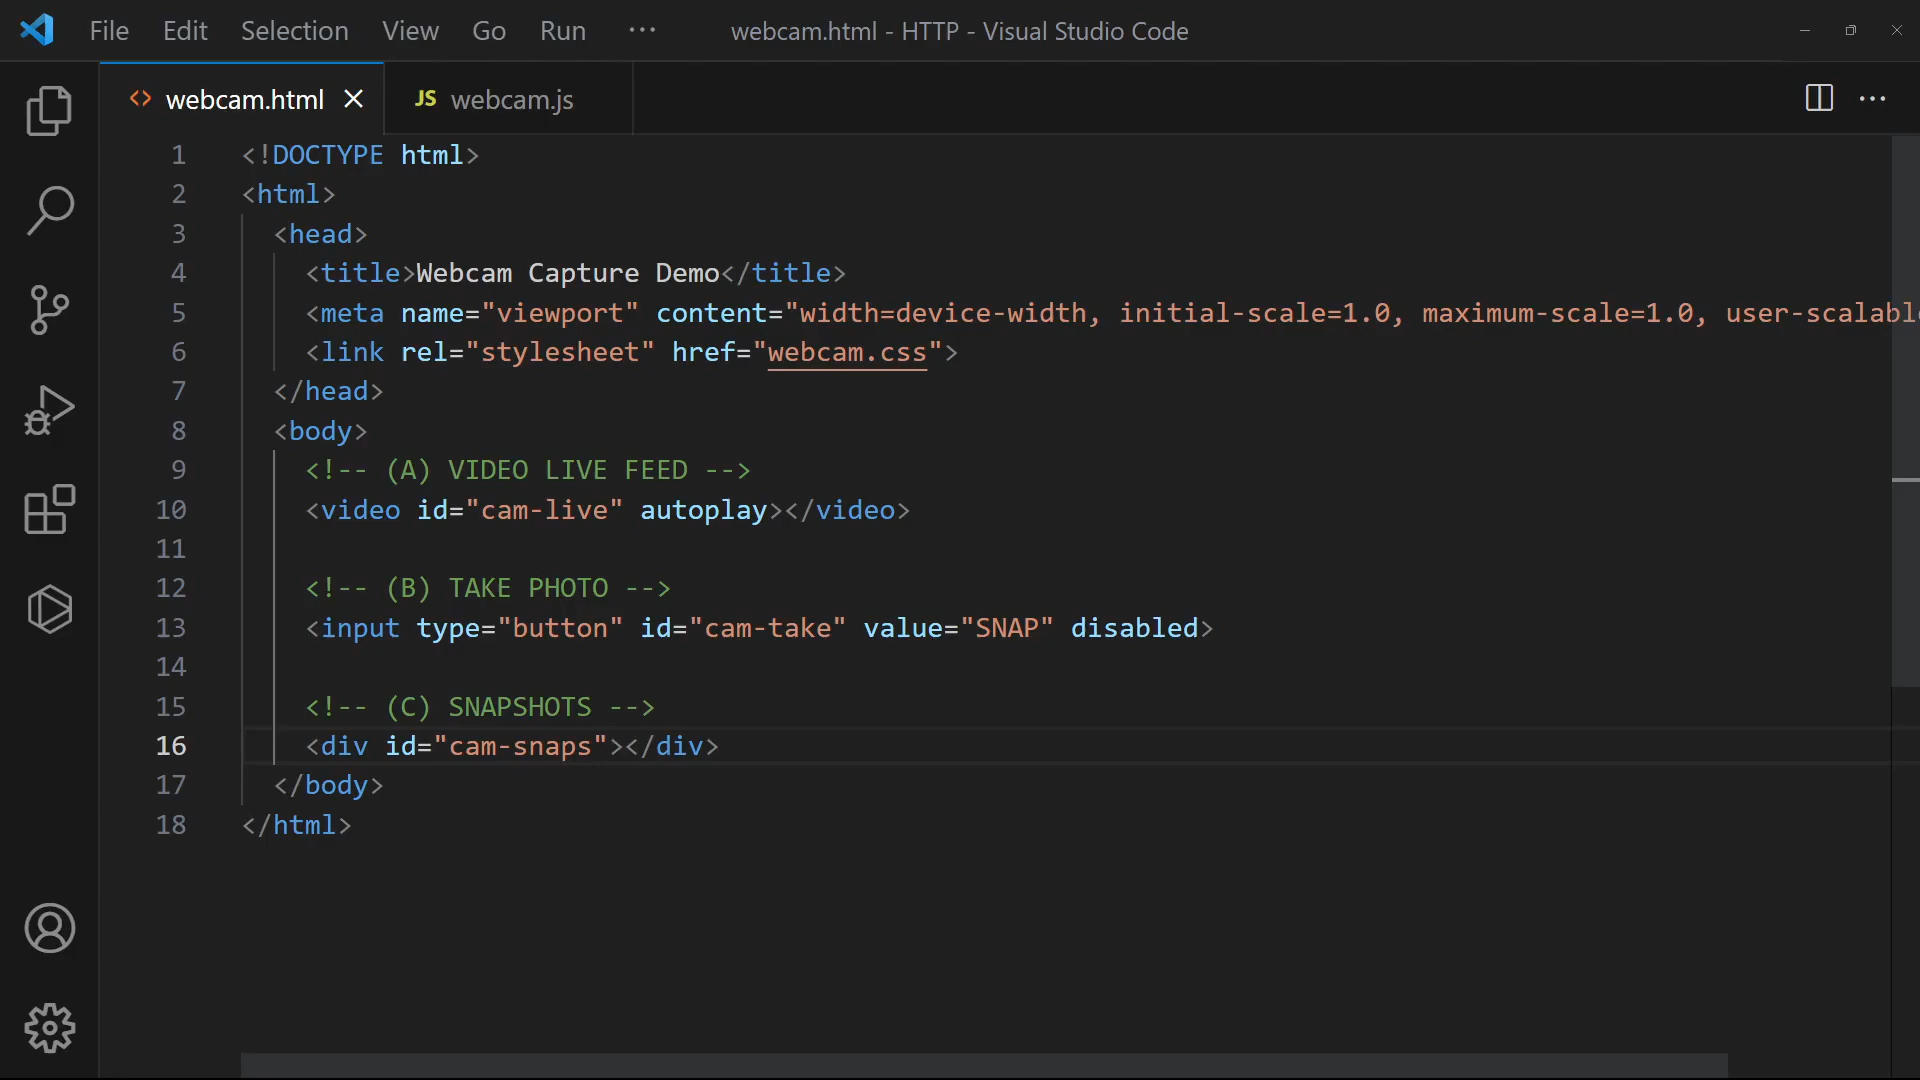 File Edit Selection View Go Run ··· webcam.html - HTTP - Visual Studio Code
<> webcam.html JS webcam.js
1 <!DOCTYPE html>
2 <html>
3 <head>
4 <title>Webcam Capture Demo</title>
5 <meta name="viewport" content="width=device-width, initial-scale=1.0, maximum-scale=1.0, user-scalabl
6 <link rel="stylesheet" href="webcam.css">
7 </head>
8 <body>
9 <!-- (A) VIDEO LIVE FEED -->
10 <video id="cam-live" autoplay></video>
11
12 <!-- (B) TAKE PHOTO -->
13 <input type="button" id="cam-take" value="SNAP" disabled>
14
15 <!-- (C) SNAPSHOTS -->
16 <div id="cam-snaps"></div>
17 </body>
18 </html>